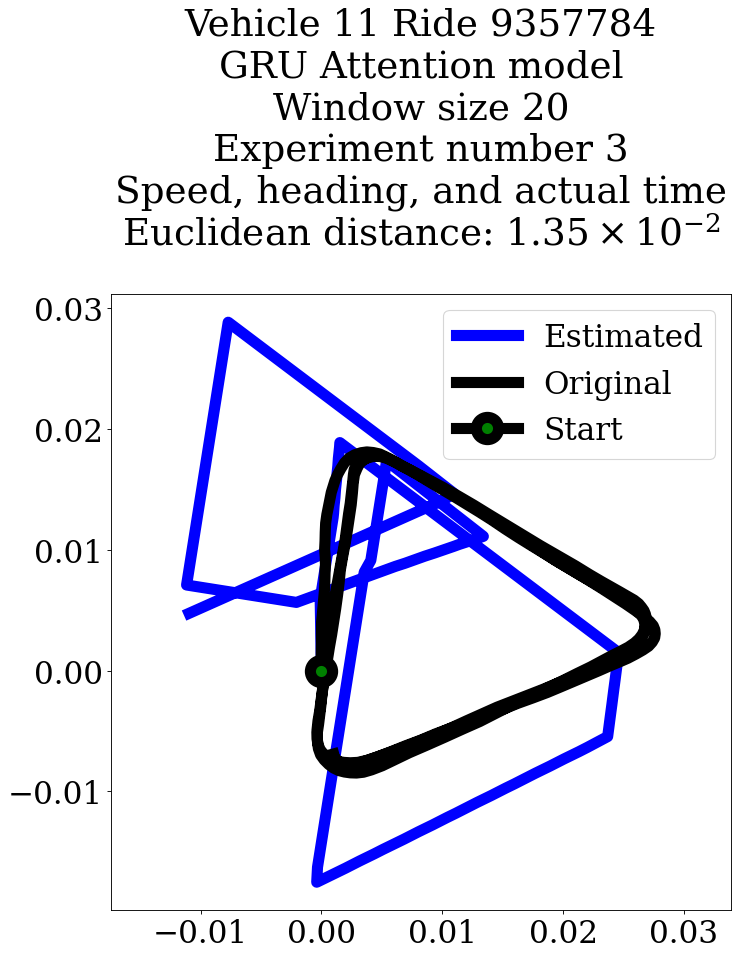 Vehicle 11 Ride 9357784
GRU Attention model
Window size 20
Experiment number 3
Speed, heading, and actual time
Euclidean distance: 1.35 × 10⁻²
Estimated
Original
Start
0.03
0.02
0.01
0.00
−0.01
−0.01
0.00
0.01
0.02
0.03